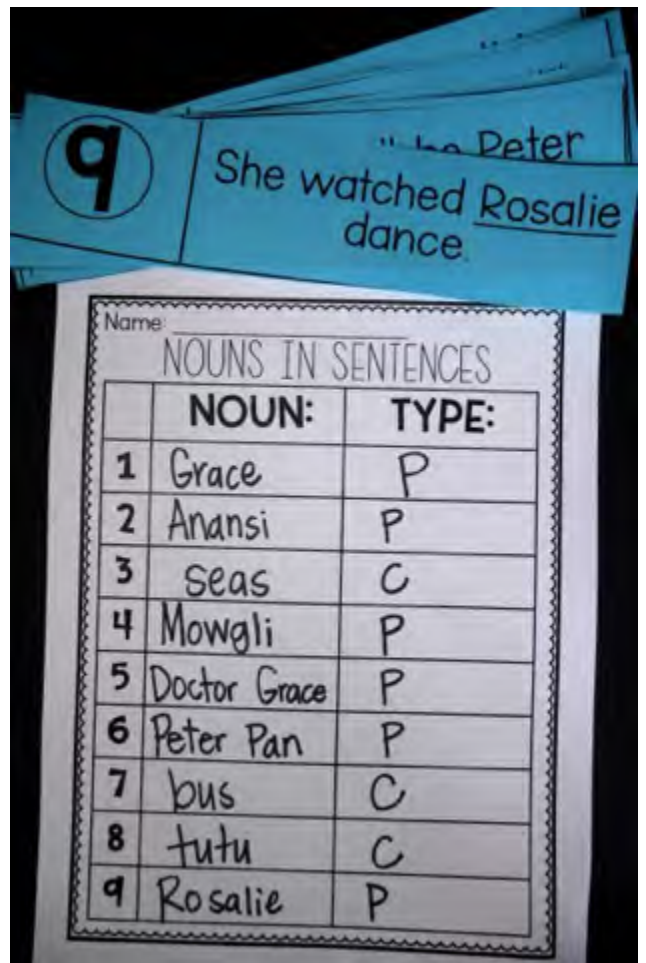 Peter
9
She watched Rosalie
dance.
Name:
NOUNS IN SENTENCES
NOUN: TYPE:
1 Grace P
2 Anansi P
3 seas C
4 Mowgli P
5 Doctor Grace P
6 Peter Pan P
7 bus C
8 tutu C
9 Rosalie P